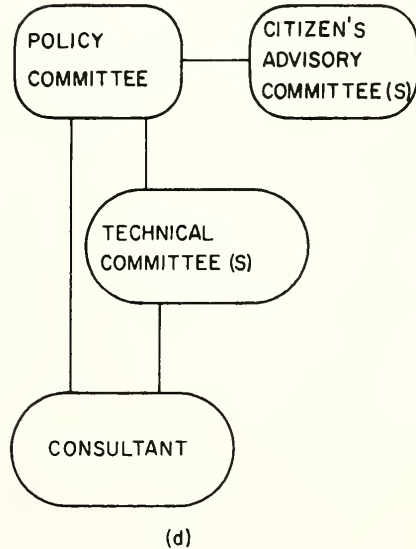 POLICY
COMMITTEE
CITIZEN'S
ADVISORY
COMMITTEE(S)
TECHNICAL
COMMITTEE (S)
CONSULTANT
(d)